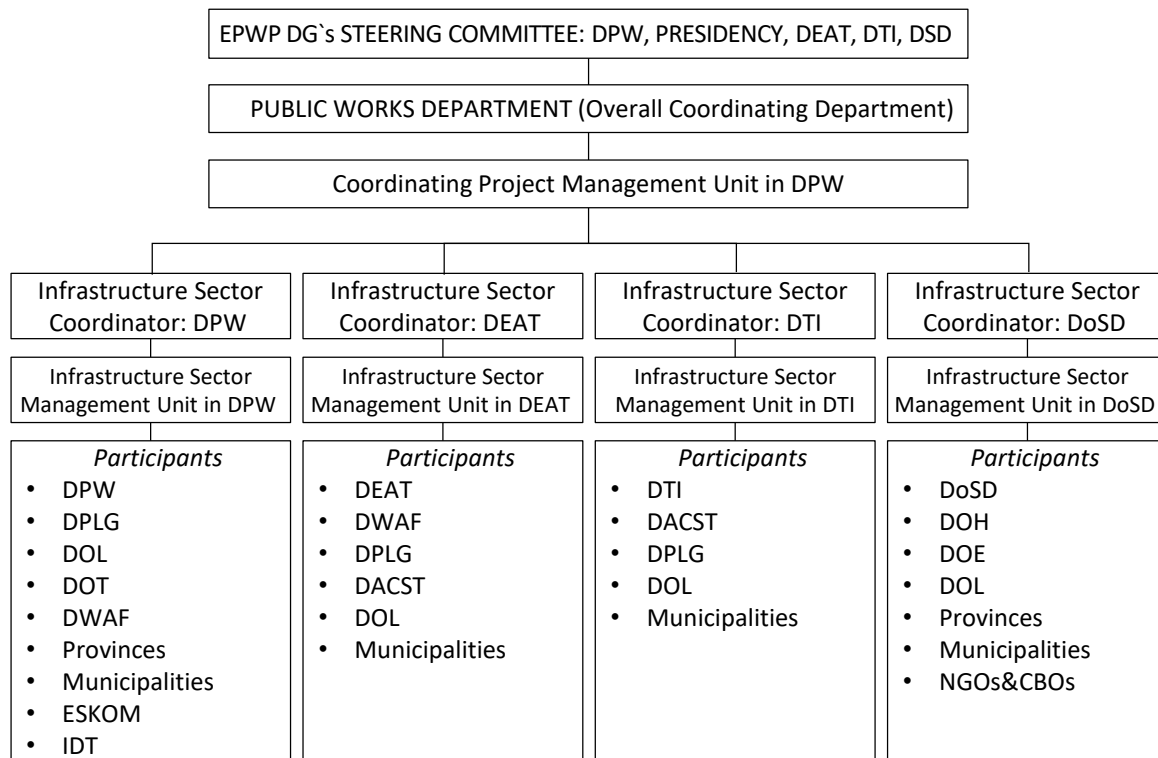 EPWP DG`s STEERING COMMITTEE: DPW, PRESIDENCY, DEAT, DTI, DSD
PUBLIC WORKS DEPARTMENT (Overall Coordinating Department)
Coordinating Project Management Unit in DPW
Infrastructure Sector
Coordinator: DPW
Infrastructure Sector
Coordinator: DEAT
Infrastructure Sector
Coordinator: DTI
Infrastructure Sector
Coordinator: DoSD
Infrastructure Sector
Management Unit in DPW
Infrastructure Sector
Management Unit in DEAT
Infrastructure Sector
Management Unit in DTI
Infrastructure Sector
Management Unit in DoSD
Participants
• DPW
• DPLG
• DOL
• DOT
• DWAF
• Provinces
• Municipalities
• ESKOM
• IDT
Participants
• DEAT
• DWAF
• DPLG
• DACST
• DOL
• Municipalities
Participants
• DTI
• DACST
• DPLG
• DOL
• Municipalities
Participants
• DoSD
• DOH
• DOE
• DOL
• Provinces
• Municipalities
• NGOs&CBOs